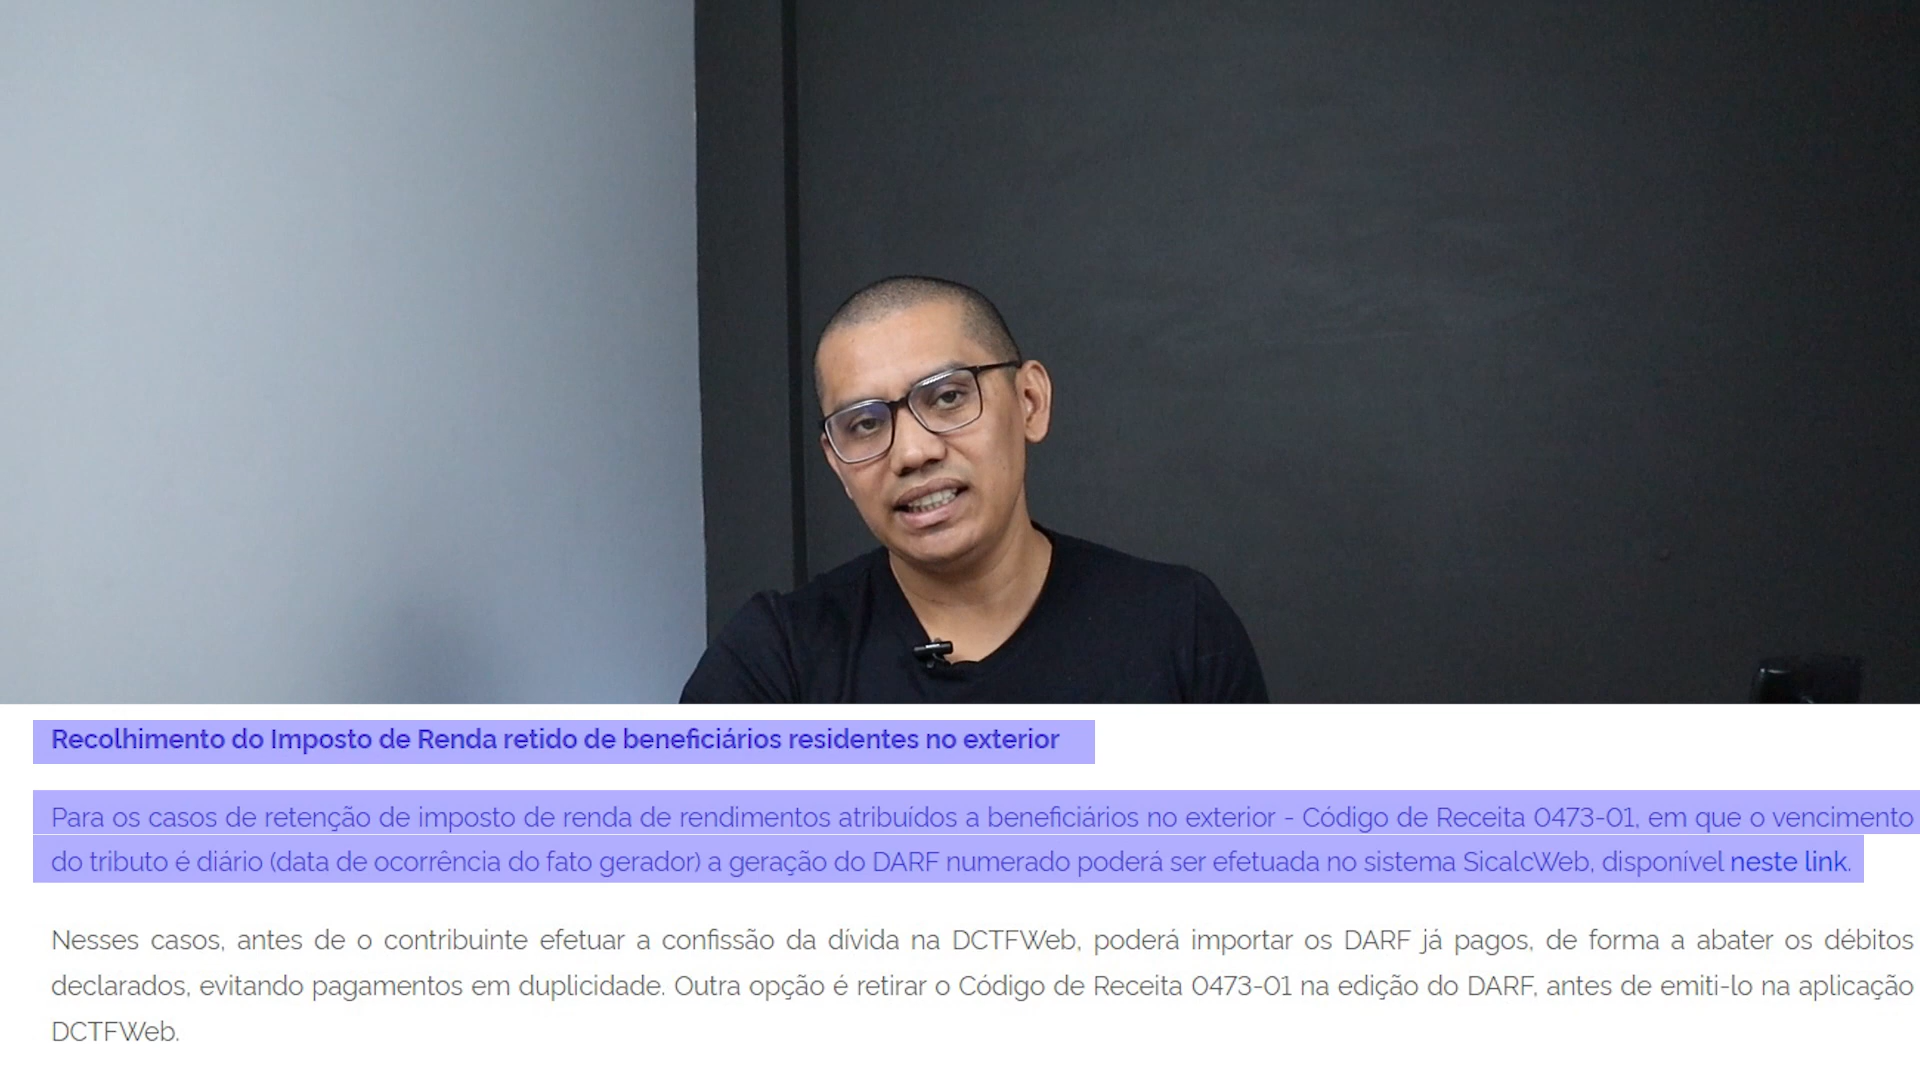 Recolhimento do Imposto de Renda retido de beneficiários residentes no exterior
Para os casos de retenção de imposto de renda de rendimentos atribuídos a beneficiários no exterior - Código de Receita 0473-01, em que o vencimento
do tributo é diário (data de ocorrência do fato gerador) a geração do DARF numerado poderá ser efetuada no sistema SicalcWeb, disponível neste link.
Nesses casos, antes de o contribuinte efetuar a confissão da dívida na DCTFWeb, poderá importar os DARF já pagos, de forma a abater os débitos
declarados, evitando pagamentos em duplicidade. Outra opção é retirar o Código de Receita 0473-01 na edição do DARF, antes de emiti-lo na aplicação
DCTFWeb.